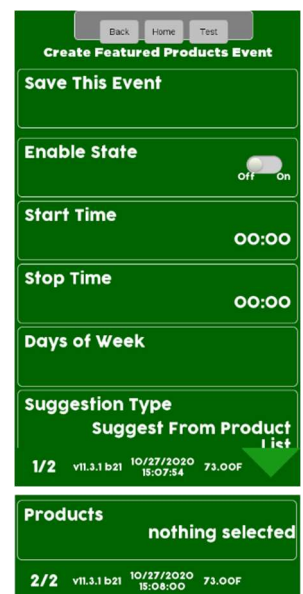 Back Home Test
Create Featured Products Event
Save This Event
Enable State
Off On
Start Time
00:00
Stop Time
00:00
Days of Week
Suggestion Type
Suggest From Product
List
1/2 v11.3.1 b21 10/27/2020 73.00F
15:07:54
Products
nothing selected
2/2 v11.3.1 b21 10/27/2020 73.00F
15:08:00